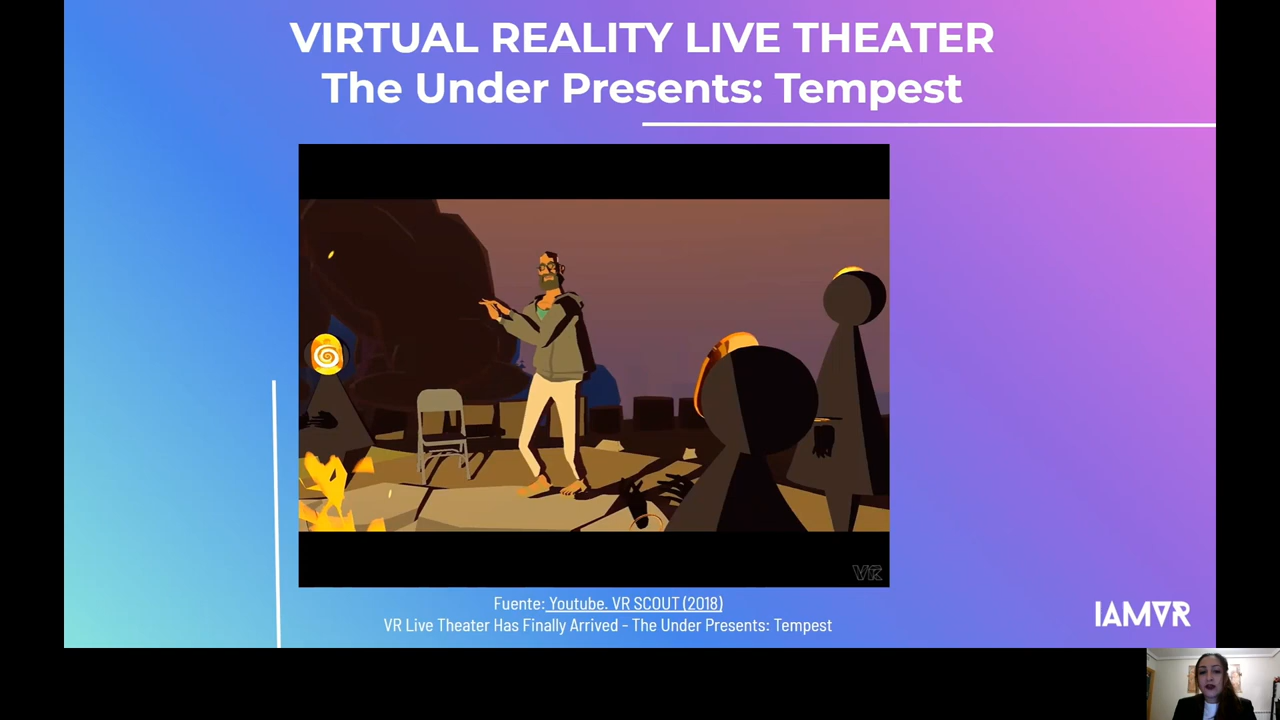 VIRTUAL REALITY LIVE THEATER
The Under Presents: Tempest
VR
Fuente: Youtube. VR SCOUT (2018)
VR Live Theater Has Finally Arrived - The Under Presents: Tempest
IAMVR